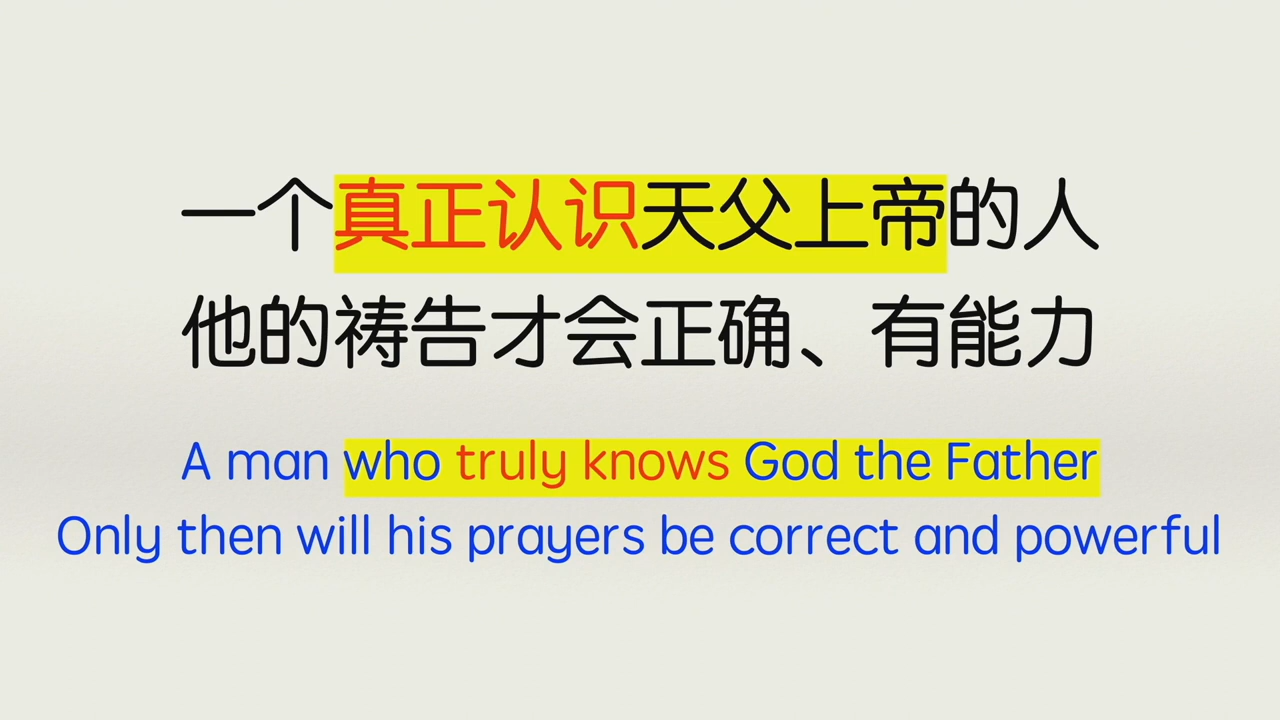 一个真正认识天父上帝的人
他的祷告才会正确、有能力
A man who truly knows God the Father
Only then will his prayers be correct and powerful